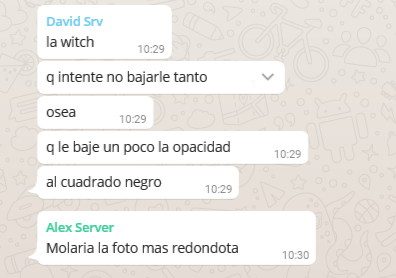 David Srv
la witch
10:29
q intente no bajarle tanto
osea
10:29
q le baje un poco la opacidad
10:29
al cuadrado negro
10:29
Alex Server
Molaria la foto mas redondota
10:30